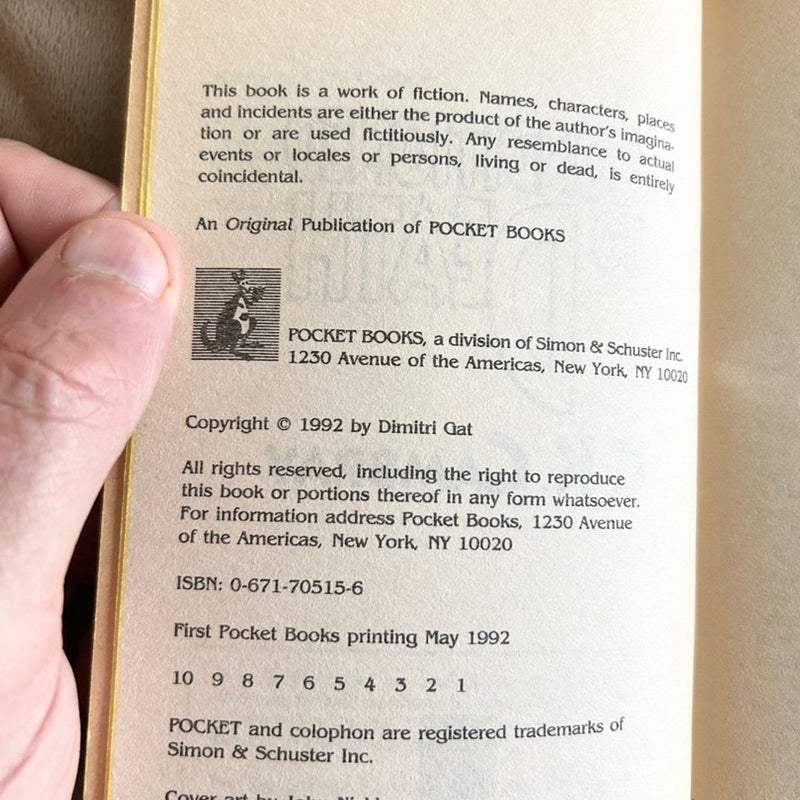 This book is a work of fiction. Names, characters, places
and incidents are either the product of the author's imagina-
tion or are used fictitiously. Any resemblance to actual
events or locales or persons, living or dead, is entirely
coincidental.
An Original Publication of POCKET BOOKS
POCKET BOOKS, a division of Simon & Schuster Inc.
1230 Avenue of the Americas, New York, NY 10020
Copyright © 1992 by Dimitri Gat
All rights reserved, including the right to reproduce
this book or portions thereof in any form whatsoever.
For information address Pocket Books, 1230 Avenue
of the Americas, New York, NY 10020
ISBN: 0-671-70515-6
First Pocket Books printing May 1992
10 9 8 7 6 5 4 3 2 1
POCKET and colophon are registered trademarks of
Simon & Schuster Inc.
Cover art by John